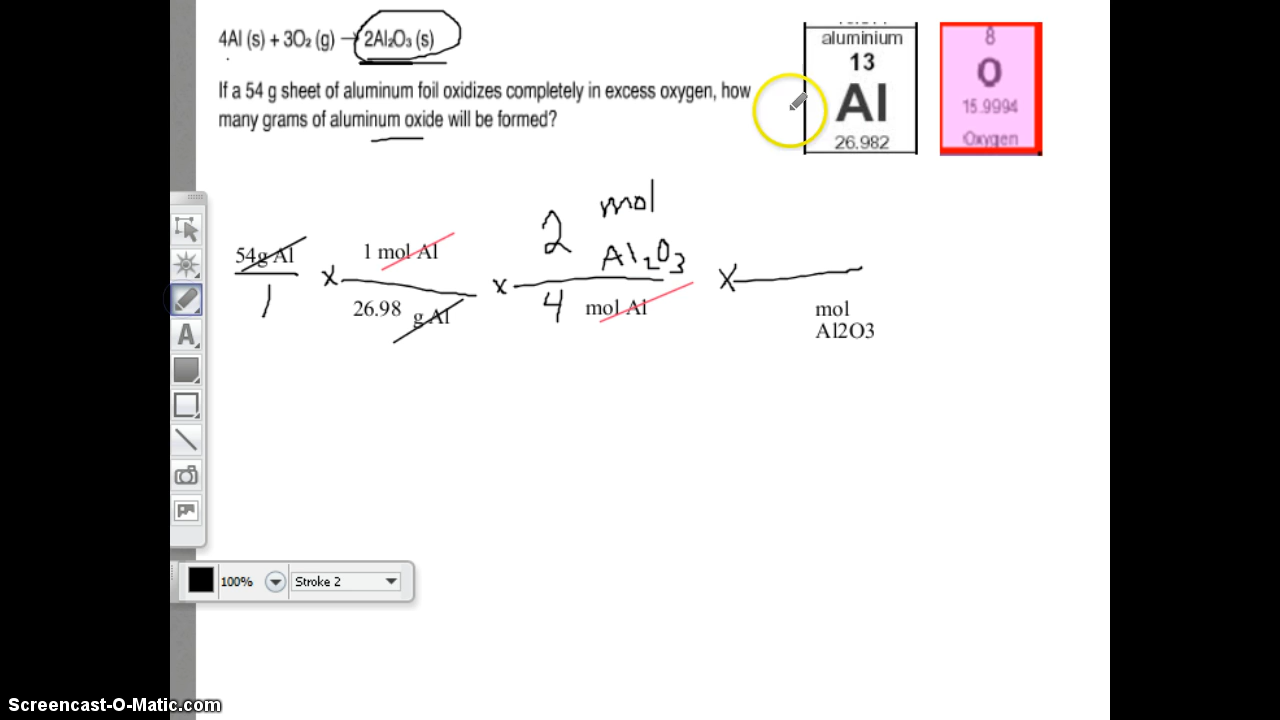 4Al (s) + 3O₂ (g) → 2Al₂O₃ (s)
If a 54 g sheet of aluminum foil oxidizes completely in excess oxygen, how
many grams of aluminum oxide will be formed?
aluminium
13
Al
26.982
8
O
15.9994
Oxygen
54g Al
1
x
1 mol Al
26.98 g Al
x
2 mol
Al₂O₃
4 mol Al
x
mol
Al2O3
A
100%
Stroke 2
Screencast-O-Matic.com